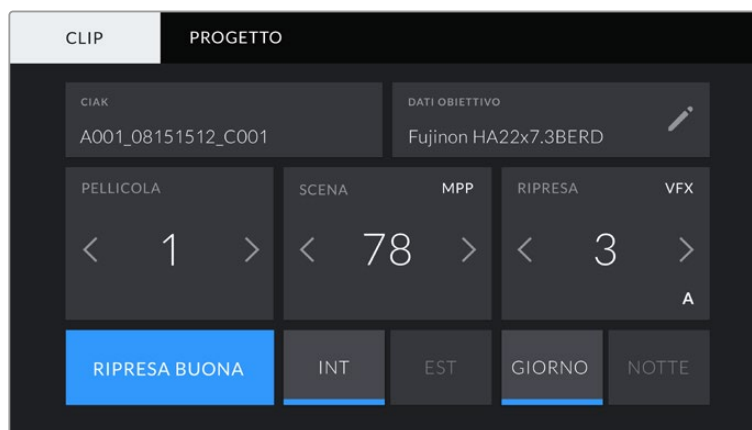 CLIP PROGETTO
CIAK DATI OBIETTIVO
A001_08151512_C001 Fujinon HA22x7.3BERD
PELLICOLA SCENA MPP RIPRESA VFX
1 78 3
A
RIPRESA BUONA INT EST GIORNO NOTTE